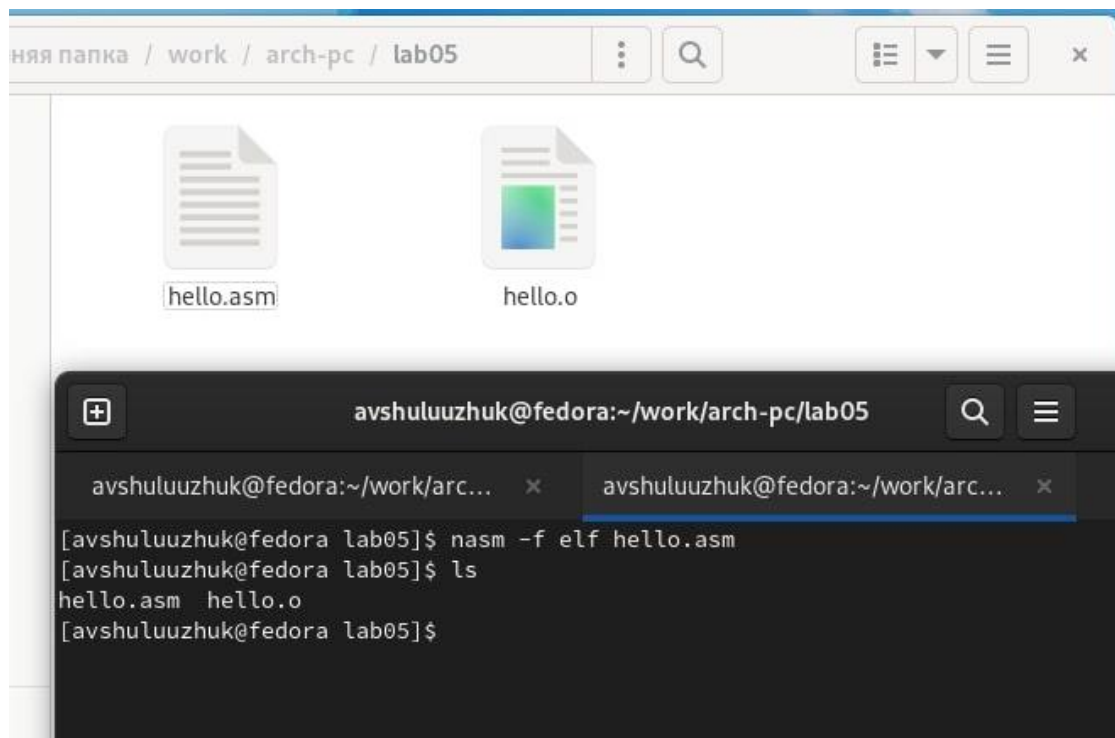 няя папка / work / arch-pc / lab05
hello.asm hello.o
avshuluuzhuk@fedora:~/work/arch-pc/lab05
avshuluuzhuk@fedora:~/work/arc... avshuluuzhuk@fedora:~/work/arc...
[avshuluuzhuk@fedora lab05]$ nasm -f elf hello.asm
[avshuluuzhuk@fedora lab05]$ ls
hello.asm  hello.o
[avshuluuzhuk@fedora lab05]$